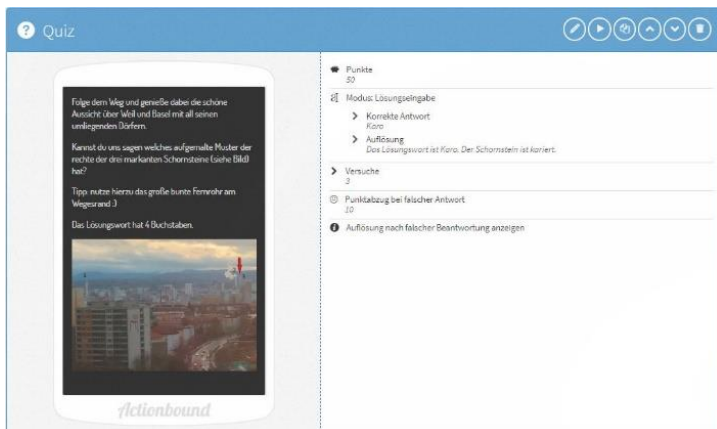 Quiz
Folge dem Weg und genieße dabei die schöne
Aussicht über Weil und Basel mit all seinen
umliegenden Dörfern.
Kannst du uns sagen welches aufgemalte Muster der
rechte der drei markanten Schornsteine (siehe Bild)
hat?
Tipp: nutze hierzu das große bunte Fernrohr am
Wegesrand :)
Das Lösungswort hat 4 Buchstaben.
Actionbound
Punkte
50
Modus: Lösungseingabe
Korrekte Antwort
Karo
Auflösung
Das Lösungswort ist Karo. Der Schornstein ist kariert.
Versuche
3
Punktabzug bei falscher Antwort
10
Auflösung nach falscher Beantwortung anzeigen